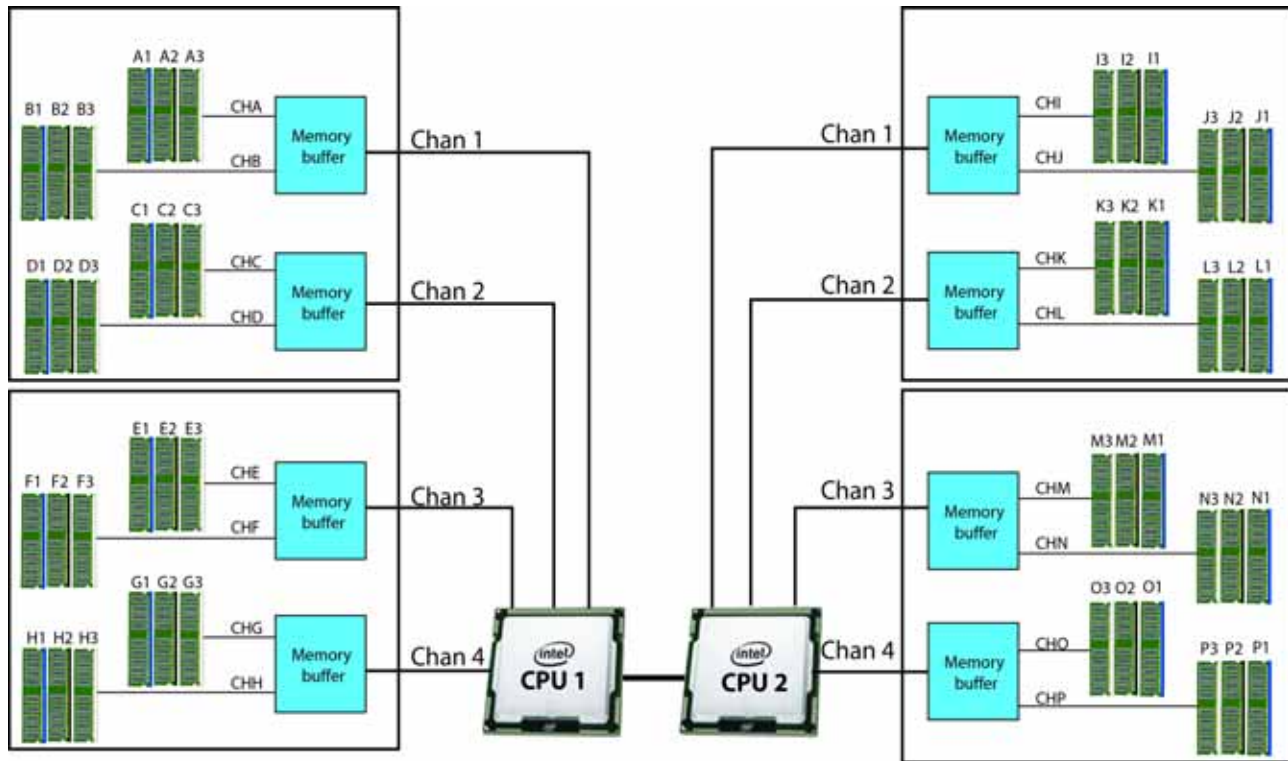 A1 A2 A3
B1 B2 B3
CHA
CHB
Memory
buffer
Chan 1
C1 C2 C3
D1 D2 D3
CHC
CHD
Memory
buffer
Chan 2
E1 E2 E3
F1 F2 F3
CHE
CHF
Memory
buffer
Chan 3
G1 G2 G3
H1 H2 H3
CHG
CHH
Memory
buffer
Chan 4
intel
CPU 1
intel
CPU 2
I3 I2 I1
J3 J2 J1
Chan 1
Memory
buffer
CHI
CHJ
K3 K2 K1
L3 L2 L1
Chan 2
Memory
buffer
CHK
CHL
M3 M2 M1
N3 N2 N1
Chan 3
Memory
buffer
CHM
CHN
O3 O2 O1
P3 P2 P1
Chan 4
Memory
buffer
CHO
CHP